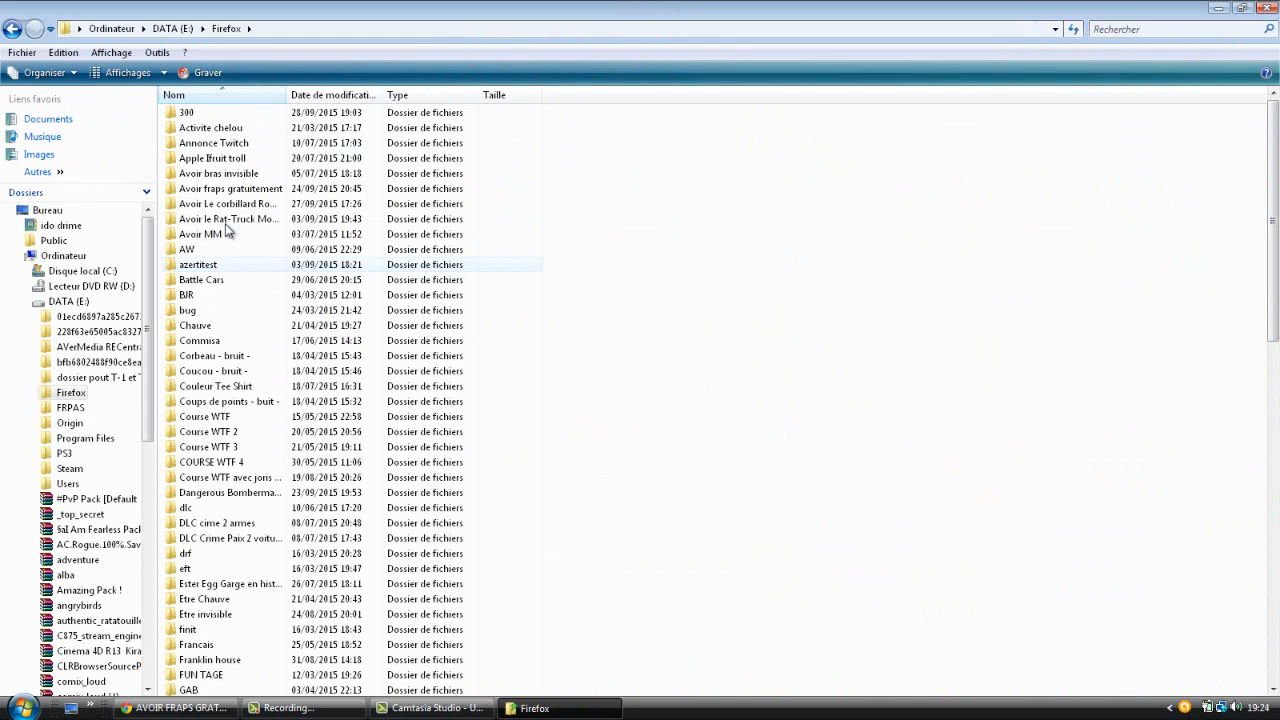 Ordinateur DATA (E:) Firefox
Rechercher
Fichier Edition Affichage Outils ?
Organiser Affichages Graver
Liens favoris
Documents
Musique
Images
Autres »
Dossiers
Bureau
ido drime
Public
Ordinateur
Disque local (C:)
Lecteur DVD RW (D:)
DATA (E:)
01ecd6897a285c267
228f63e65005ac8327
AVerMedia RECentra
bfb6802488f90ce8ea
dossier pout T-1 et T
Firefox
FRPAS
Origin
Program Files
PS3
Steam
Users
#PvP Pack [Default
_top_secret
§aI Am Fearless Pack
AC.Rogue.100%.Sav
adventure
alba
Amazing Pack !
angrybirds
authentic_ratatouille
C875_stream_engine
Cinema 4D R13 Kira
CLRBrowserSourceP
comix_loud
Nom Date de modificati... Type Taille
300 28/09/2015 19:03 Dossier de fichiers
Activite chelou 21/03/2015 17:17 Dossier de fichiers
Annonce Twitch 10/07/2015 17:03 Dossier de fichiers
Apple Ifruit troll 20/07/2015 21:00 Dossier de fichiers
Avoir bras invisible 05/07/2015 18:18 Dossier de fichiers
Avoir fraps gratuitement 24/09/2015 20:45 Dossier de fichiers
Avoir Le corbillard Ro... 27/09/2015 17:26 Dossier de fichiers
Avoir le Rat-Truck Mo... 03/09/2015 19:43 Dossier de fichiers
Avoir MM 03/07/2015 11:52 Dossier de fichiers
AW 09/06/2015 22:29 Dossier de fichiers
azertitest 03/09/2015 18:21 Dossier de fichiers
Battle Cars 29/06/2015 20:15 Dossier de fichiers
BJR 04/03/2015 12:01 Dossier de fichiers
bug 24/03/2015 21:42 Dossier de fichiers
Chauve 21/04/2015 19:27 Dossier de fichiers
Commisa 17/06/2015 14:13 Dossier de fichiers
Corbeau - bruit - 18/04/2015 15:43 Dossier de fichiers
Coucou - bruit - 18/04/2015 15:46 Dossier de fichiers
Couleur Tee Shirt 18/07/2015 16:31 Dossier de fichiers
Coups de points - buit - 18/04/2015 15:32 Dossier de fichiers
Course WTF 15/05/2015 22:58 Dossier de fichiers
Course WTF 2 20/05/2015 20:56 Dossier de fichiers
Course WTF 3 21/05/2015 19:11 Dossier de fichiers
COURSE WTF 4 30/05/2015 11:06 Dossier de fichiers
Course WTF avec joris ... 19/08/2015 20:26 Dossier de fichiers
Dangerous Bomberma... 23/09/2015 19:53 Dossier de fichiers
dlc 10/06/2015 17:20 Dossier de fichiers
DLC cime 2 armes 08/07/2015 20:48 Dossier de fichiers
DLC Crime Paix 2 voitu... 08/07/2015 17:43 Dossier de fichiers
drf 16/03/2015 20:28 Dossier de fichiers
eft 16/03/2015 19:47 Dossier de fichiers
Ester Egg Garge en hist... 26/07/2015 18:11 Dossier de fichiers
Etre Chauve 21/04/2015 20:43 Dossier de fichiers
Etre invisible 24/08/2015 20:01 Dossier de fichiers
finit 16/03/2015 18:43 Dossier de fichiers
Francais 25/05/2015 18:52 Dossier de fichiers
Franklin house 31/08/2015 14:18 Dossier de fichiers
FUN TAGE 12/03/2015 19:26 Dossier de fichiers
GAB 03/04/2015 22:13 Dossier de fichiers
AVOIR FRAPS GRAT... Recording... Camtasia Studio - U... Firefox 19:24